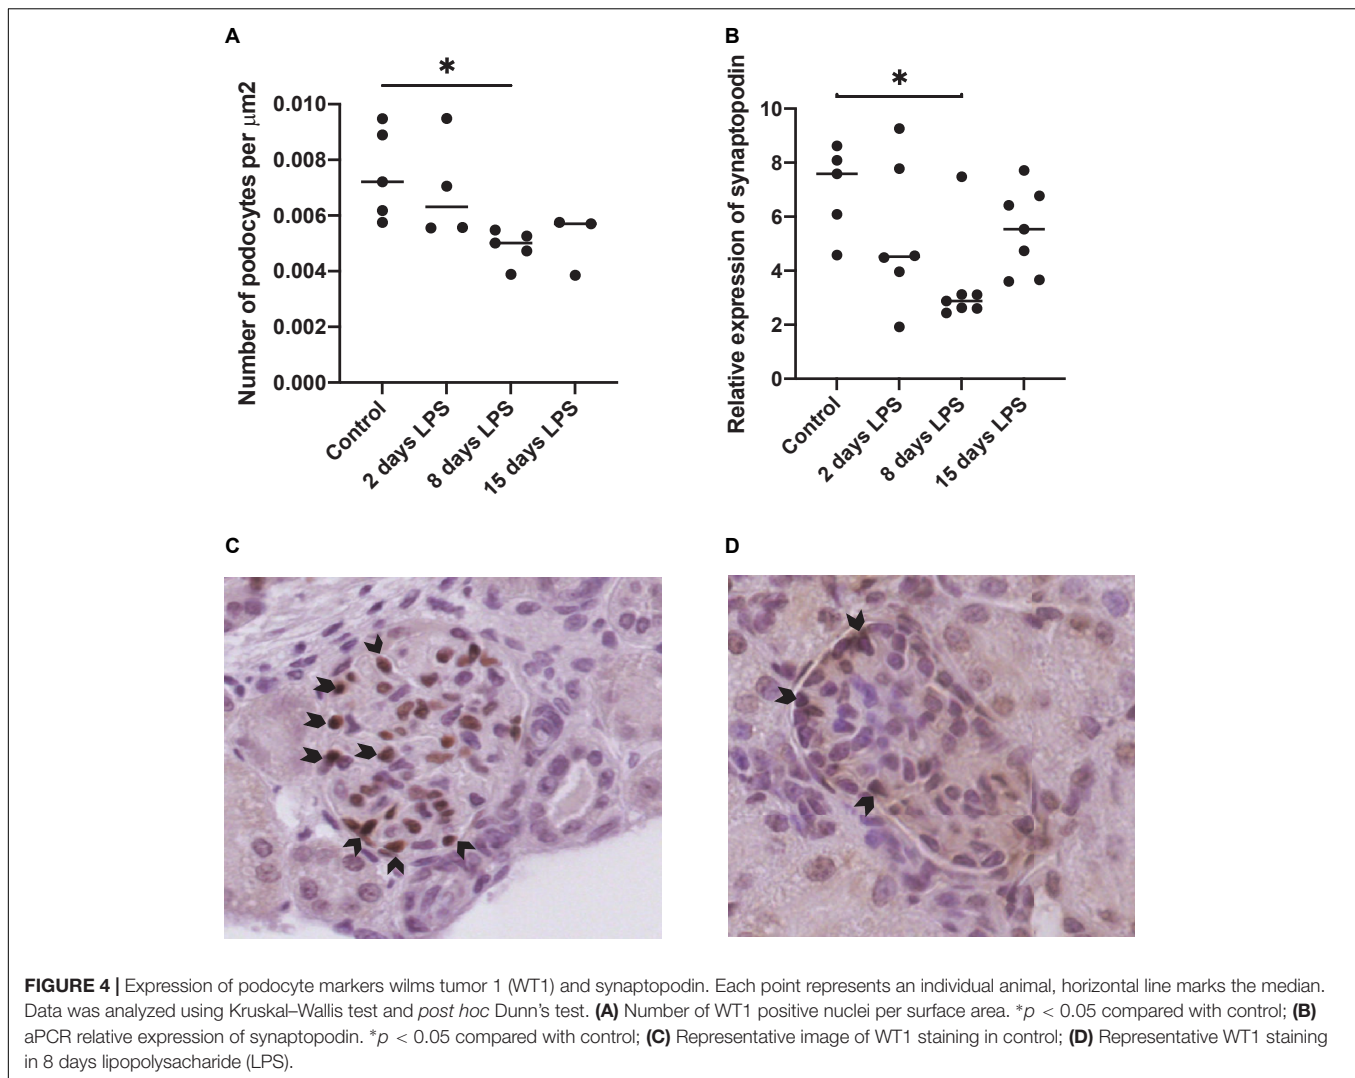 A
*
Number of podocytes per μm2
0.010
0.008
0.006
0.004
0.002
0.000
Control
2 days LPS
8 days LPS
15 days LPS
B
*
Relative expression of synaptopodin
10
8
6
4
2
0
Control
2 days LPS
8 days LPS
15 days LPS
C
D
FIGURE 4 | Expression of podocyte markers wilms tumor 1 (WT1) and synaptopodin. Each point represents an individual animal, horizontal line marks the median.
Data was analyzed using Kruskal–Wallis test and post hoc Dunn's test. (A) Number of WT1 positive nuclei per surface area. *p < 0.05 compared with control; (B)
aPCR relative expression of synaptopodin. *p < 0.05 compared with control; (C) Representative image of WT1 staining in control; (D) Representative WT1 staining
in 8 days lipopolysacharide (LPS).